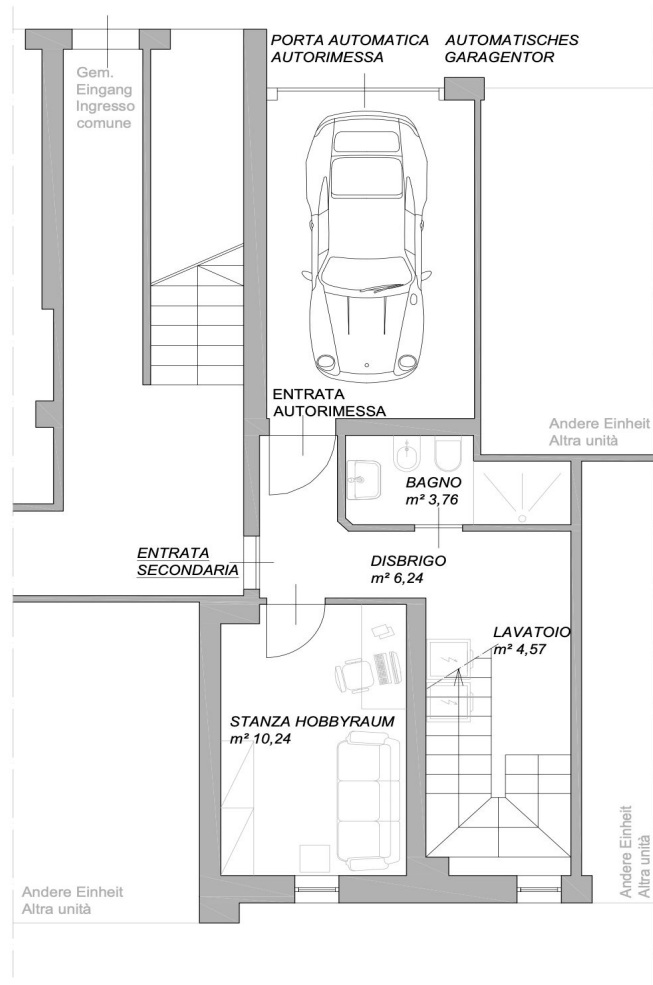 PORTA AUTOMATICA
AUTORIMESSA
AUTOMATISCHES
GARAGENTOR
Gem.
Eingang
Ingresso
comune
ENTRATA
AUTORIMESSA
Andere Einheit
Altra unità
BAGNO
m² 3,76
ENTRATA
SECONDARIA
DISBRIGO
m² 6,24
LAVATOIO
m² 4,57
STANZA HOBBYRAUM
m² 10,24
Andere Einheit
Altra unità
Andere Einheit
Altra unità